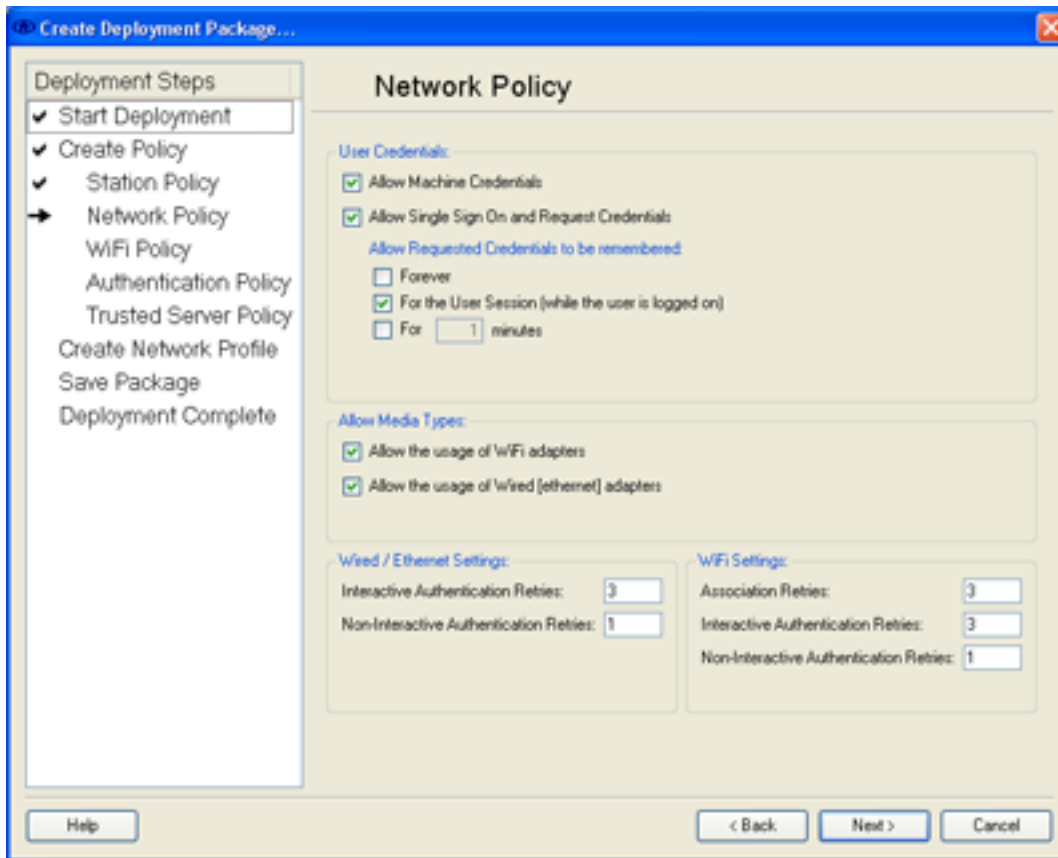 Create Deployment Package...
Deployment Steps
Start Deployment
Create Policy
Station Policy
Network Policy
WiFi Policy
Authentication Policy
Trusted Server Policy
Create Network Profile
Save Package
Deployment Complete
Network Policy
User Credentials:
Allow Machine Credentials
Allow Single Sign On and Request Credentials
Allow Requested Credentials to be remembered:
Forever
For the User Session (while the user is logged on)
For 1 minutes
Allow Media Types:
Allow the usage of WiFi adapters
Allow the usage of Wired [ethernet] adapters
Wired / Ethernet Settings:
Interactive Authentication Retries: 3
Non-Interactive Authentication Retries: 1
WiFi Settings:
Association Retries: 3
Interactive Authentication Retries: 3
Non-Interactive Authentication Retries: 1
Help
< Back
Next >
Cancel